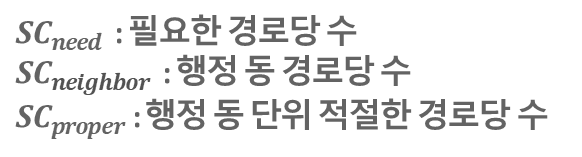 SC_need : 필요한 경로당 수
SC_neighbor : 행정 동 경로당 수
SC_proper : 행정 동 단위 적절한 경로당 수